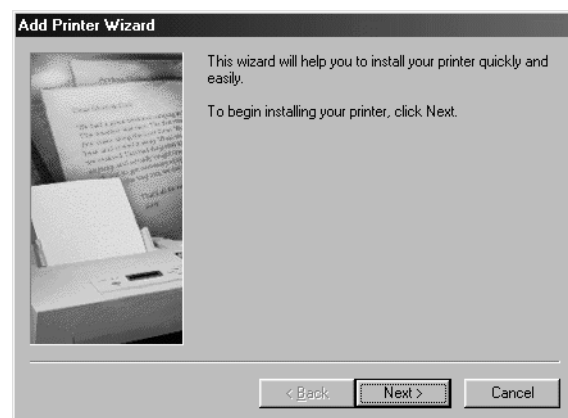 Add Printer Wizard
This wizard will help you to install your printer quickly and
easily.
To begin installing your printer, click Next.
< Back
Next >
Cancel